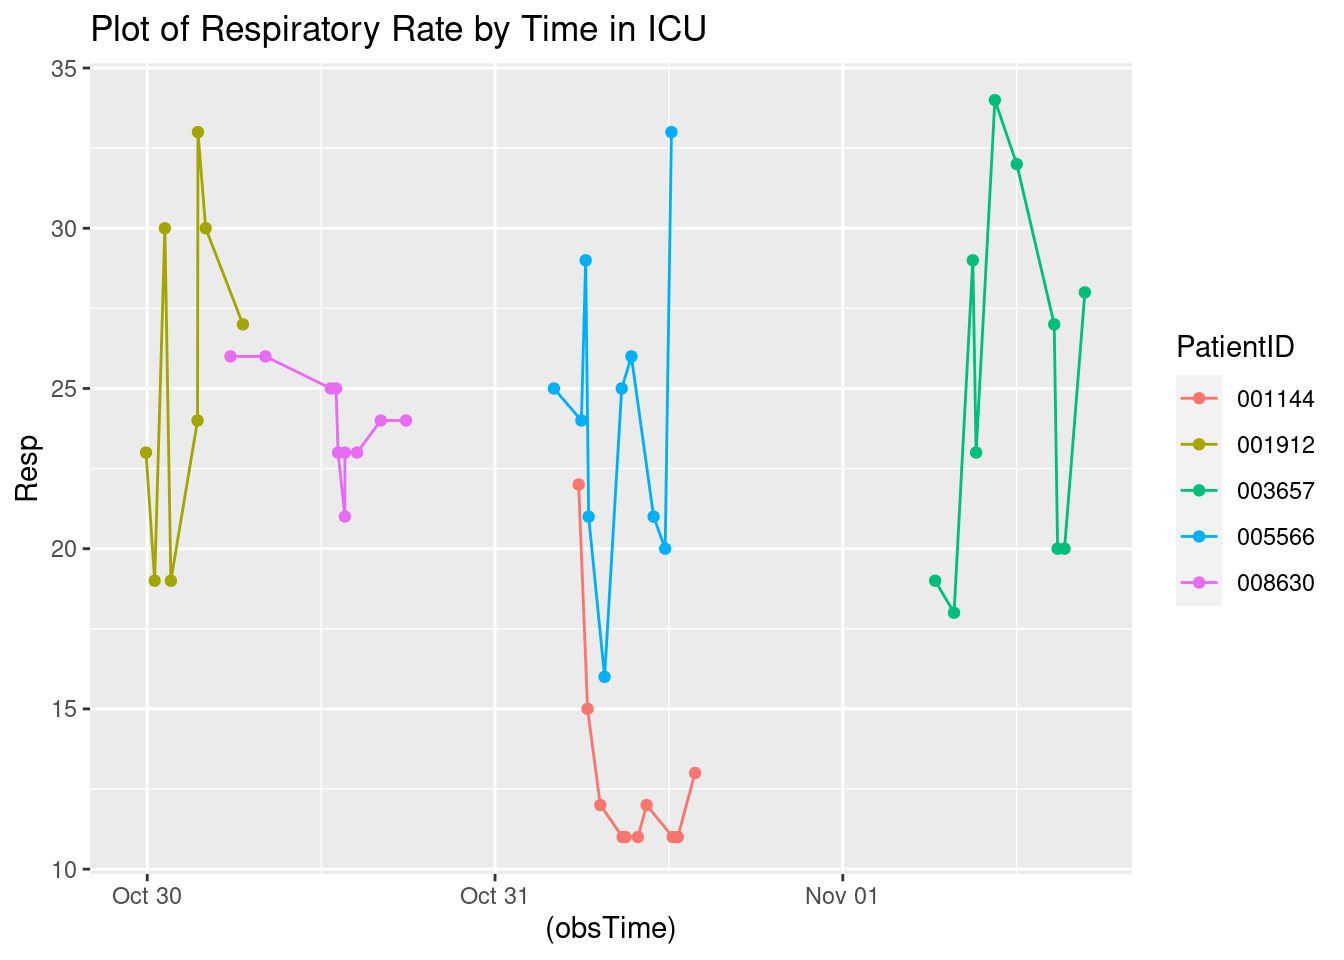 Plot of Respiratory Rate by Time in ICU
35
30
25
20
15
10
Resp
Oct 30
Oct 31
Nov 01
(obsTime)
PatientID
001144
001912
003657
005566
008630